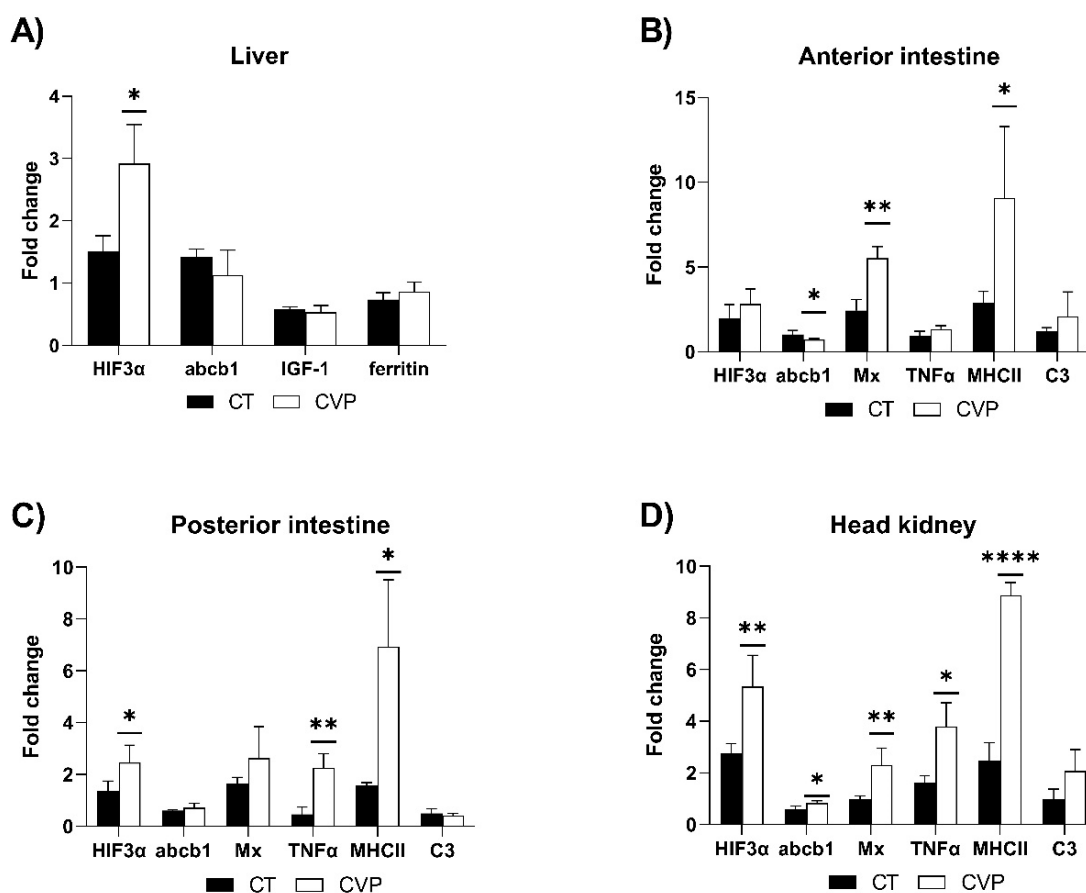 A)
Liver
Fold change
4
3
2
1
0
*
HIF3α abcb1 IGF-1 ferritin
CT CVP
B)
Anterior intestine
Fold change
15
10
5
0
* ** *
HIF3α abcb1 Mx TNFα MHCII C3
CT CVP
C)
Posterior intestine
Fold change
10
8
6
4
2
0
* ** *
HIF3α abcb1 Mx TNFα MHCII C3
CT CVP
D)
Head kidney
Fold change
10
8
6
4
2
0
** * ** * ****
HIF3α abcb1 Mx TNFα MHCII C3
CT CVP